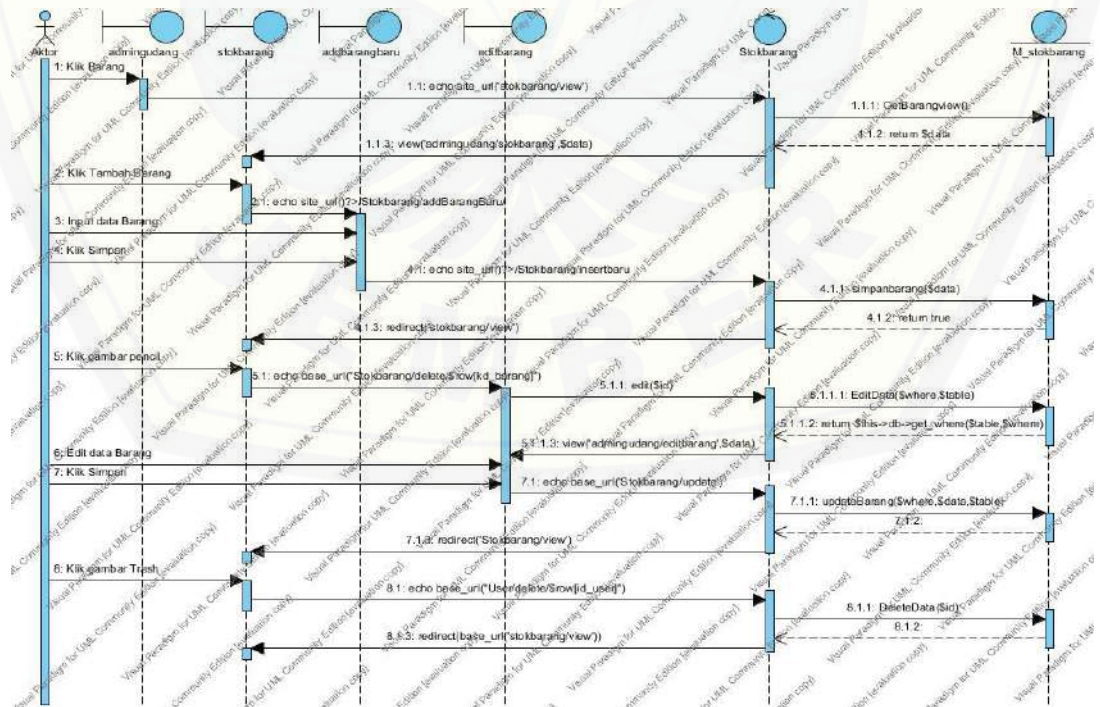 Aktor
admingudang
stokbarang
addbarangbaru
editbarang
Stokbarang
M_stokbarang
1: Klik Barang
1.1: echo site_url('stokbarang/view')
1.1.1: GetBarangview()
1.1.2: return $data
1.1.3: view('admingudang/stokbarang',$data)
2: Klik Tambah Barang
2.1: echo site_url()?>/Stokbarang/addBarangBaru/
3: Input data Barang
4: Klik Simpan
4.1: echo site_url()?>/Stokbarang/insertbaru
4.1.1: simpanbarang($data)
4.1.2: return true
4.1.3: redirect('stokbarang/view')
5: Klik gambar pencil
5.1: echo base_url("Stokbarang/delete/$row[kd_barang]")
5.1.1: edit($id)
5.1.1.1: EditData($where,$table)
5.1.1.2: return $this->db->get_where($table,$where)
5.1.1.3: view('admingudang/editbarang',$data)
6: Edit data Barang
7: Klik Simpan
7.1: echo base_url('Stokbarang/update')
7.1.1: updateBarang($where,$data,$table)
7.1.2:
7.1.3: redirect('Stokbarang/view')
8: Klik gambar Trash
8.1: echo base_url("User/delete/$row[id_user]")
8.1.1: DeleteData($id)
8.1.2:
8.1.3: redirect(base_url('stokbarang/view'))
Visual Paradigm for UML Community Edition [evaluation copy]